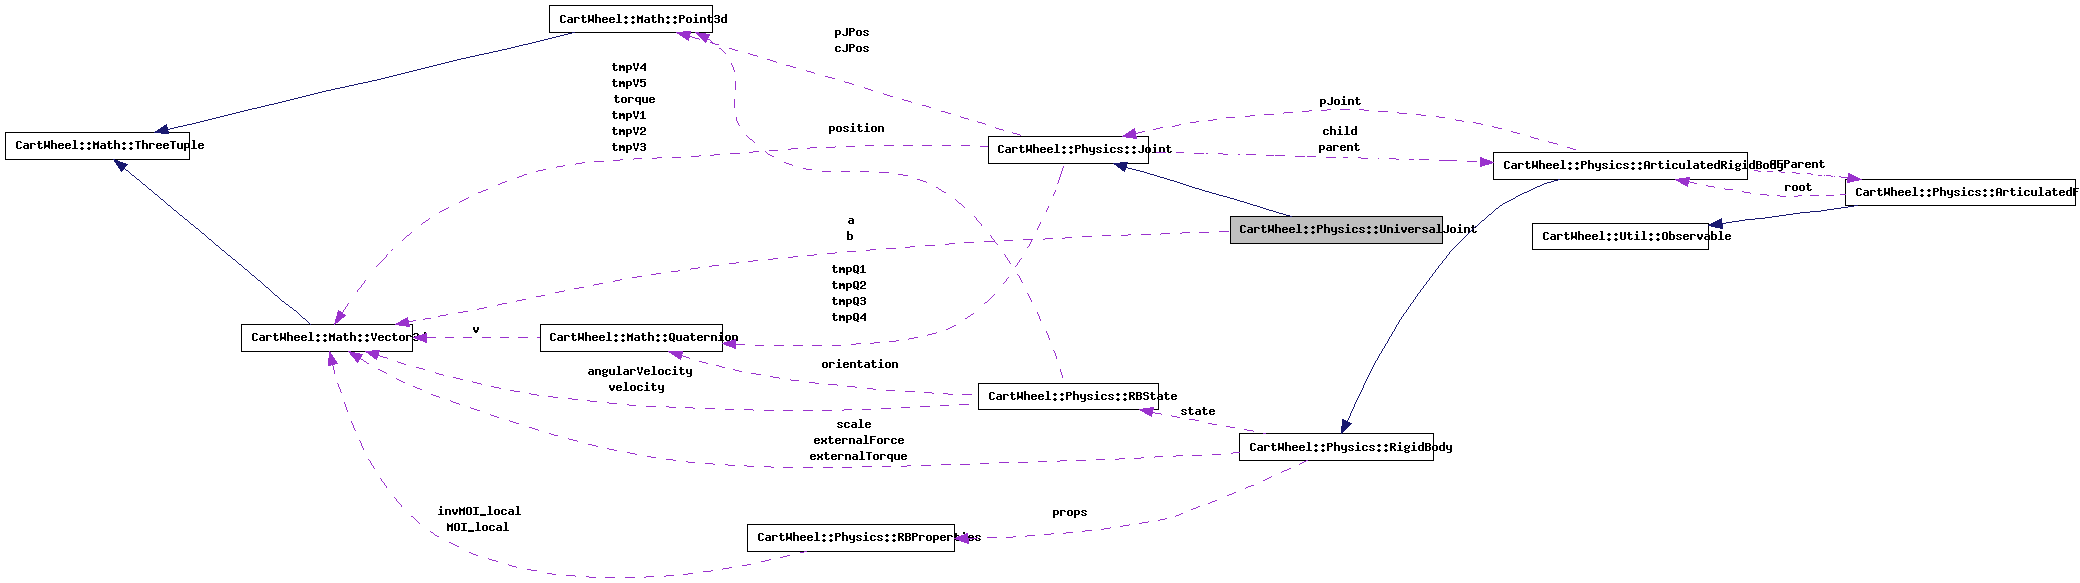 CartWheel::Math::Point3d
pJPos
cJPos
tmpV4
tmpV5
torque
tmpV1
tmpV2
tmpV3
position
pJoint
child
parent
CartWheel::Math::ThreeTuple
CartWheel::Physics::Joint
CartWheel::Physics::ArticulatedRigidBody
root
CartWheel::Physics::ArticulatedF
a
b
CartWheel::Physics::UniversalJoint
CartWheel::Util::Observable
tmpQ1
tmpQ2
tmpQ3
tmpQ4
CartWheel::Math::Vector3d
v
CartWheel::Math::Quaternion
orientation
angularVelocity
velocity
CartWheel::Physics::RBState
state
scale
externalForce
externalTorque
CartWheel::Physics::RigidBody
invMOI_local
MOI_local
props
CartWheel::Physics::RBProperties